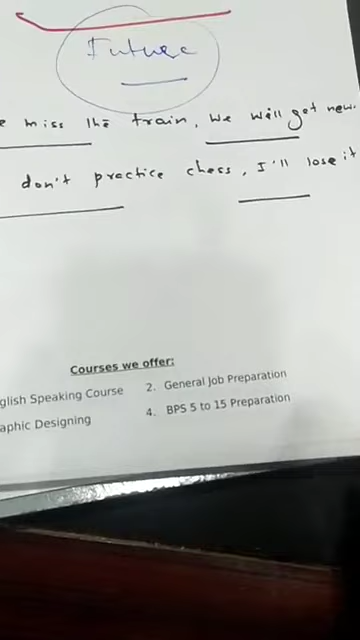 Future
e miss the train, we will get new.
don't practice chess, I'll lose it
Courses we offer:
glish Speaking Course 2. General Job Preparation
aphic Designing 4. BPS 5 to 15 Preparation